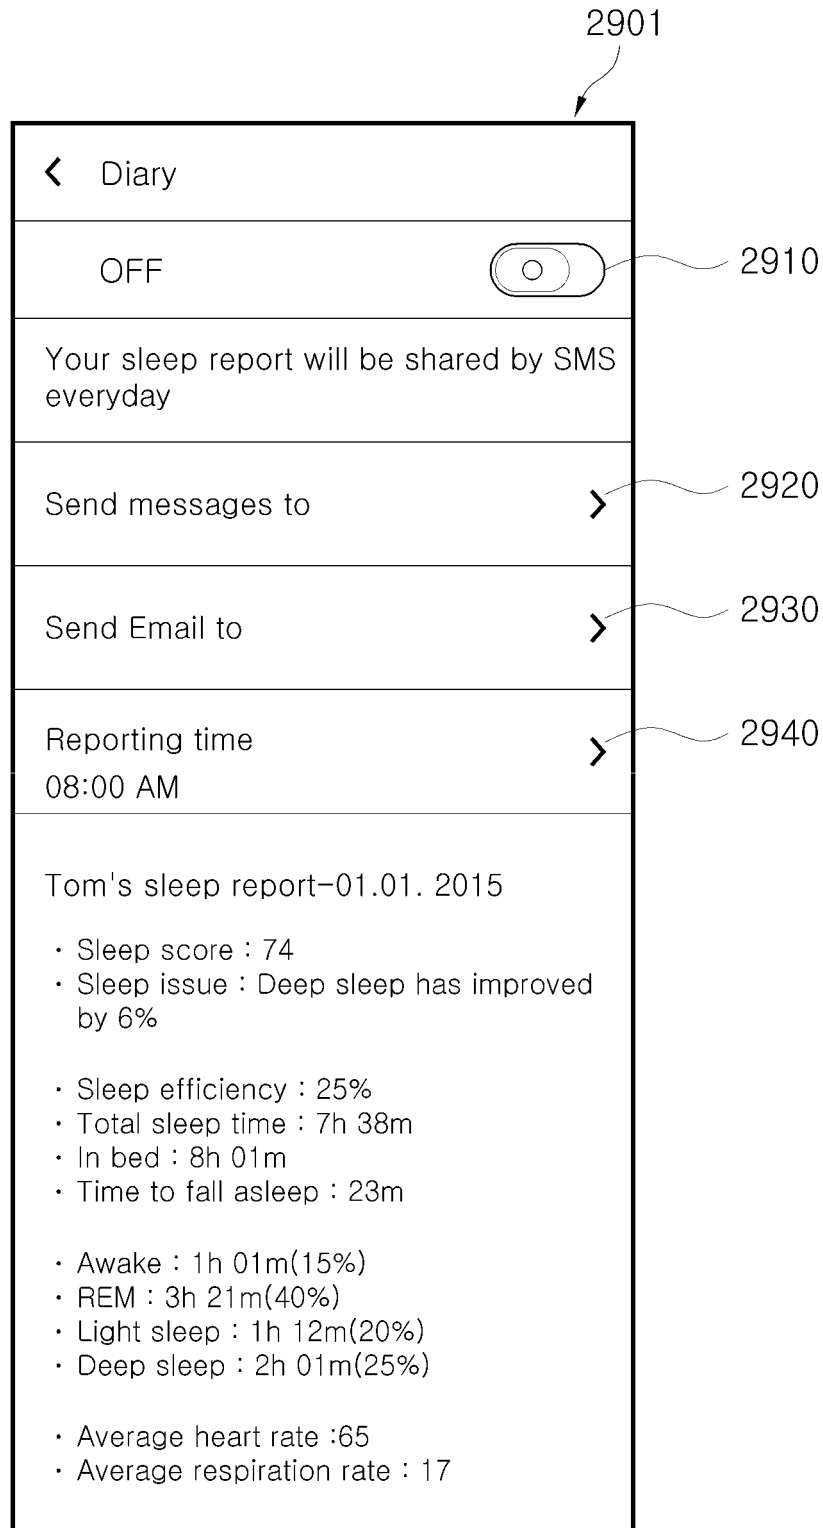 2901
Diary
OFF
2910
Your sleep report will be shared by SMS
everyday
Send messages to
2920
Send Email to
2930
Reporting time
2940
08:00 AM
Tom's sleep report-01.01. 2015
· Sleep score : 74
· Sleep issue : Deep sleep has improved
by 6%
· Sleep efficiency : 25%
· Total sleep time : 7h 38m
· In bed : 8h 01m
· Time to fall asleep : 23m
· Awake : 1h 01m(15%)
· REM : 3h 21m(40%)
· Light sleep : 1h 12m(20%)
· Deep sleep : 2h 01m(25%)
· Average heart rate :65
· Average respiration rate : 17